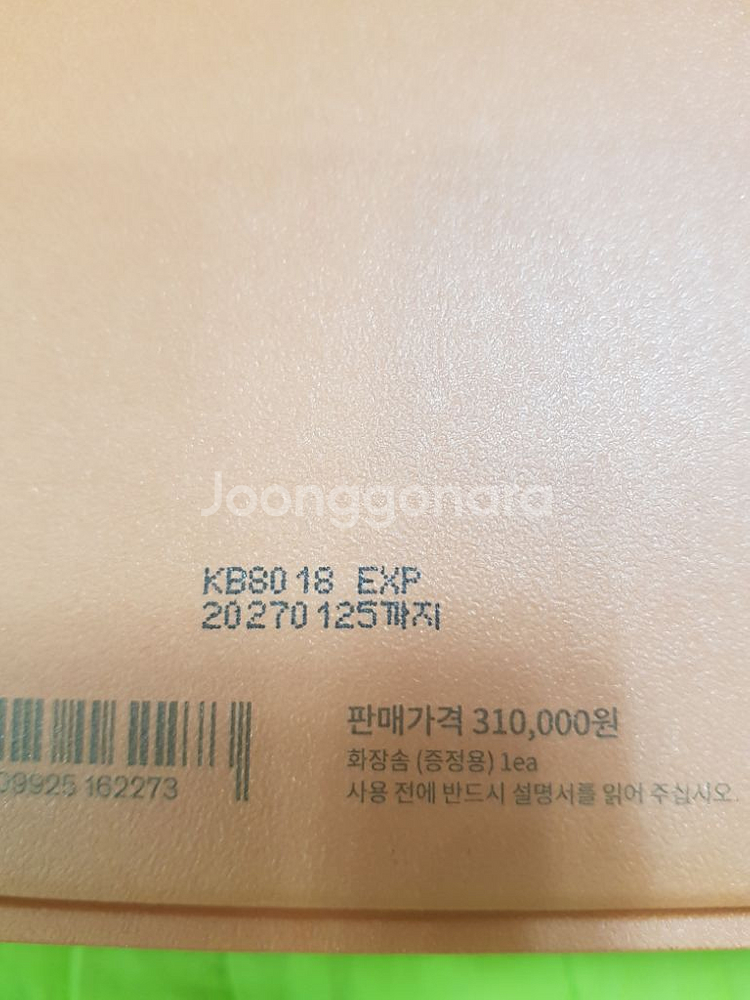 Joonggonara
KB8018 EXP
20270125까지
09925162273
판매가격 310,000원
화장솜 (증정용) 1ea
사용 전에 반드시 설명서를 읽어 주십시오.